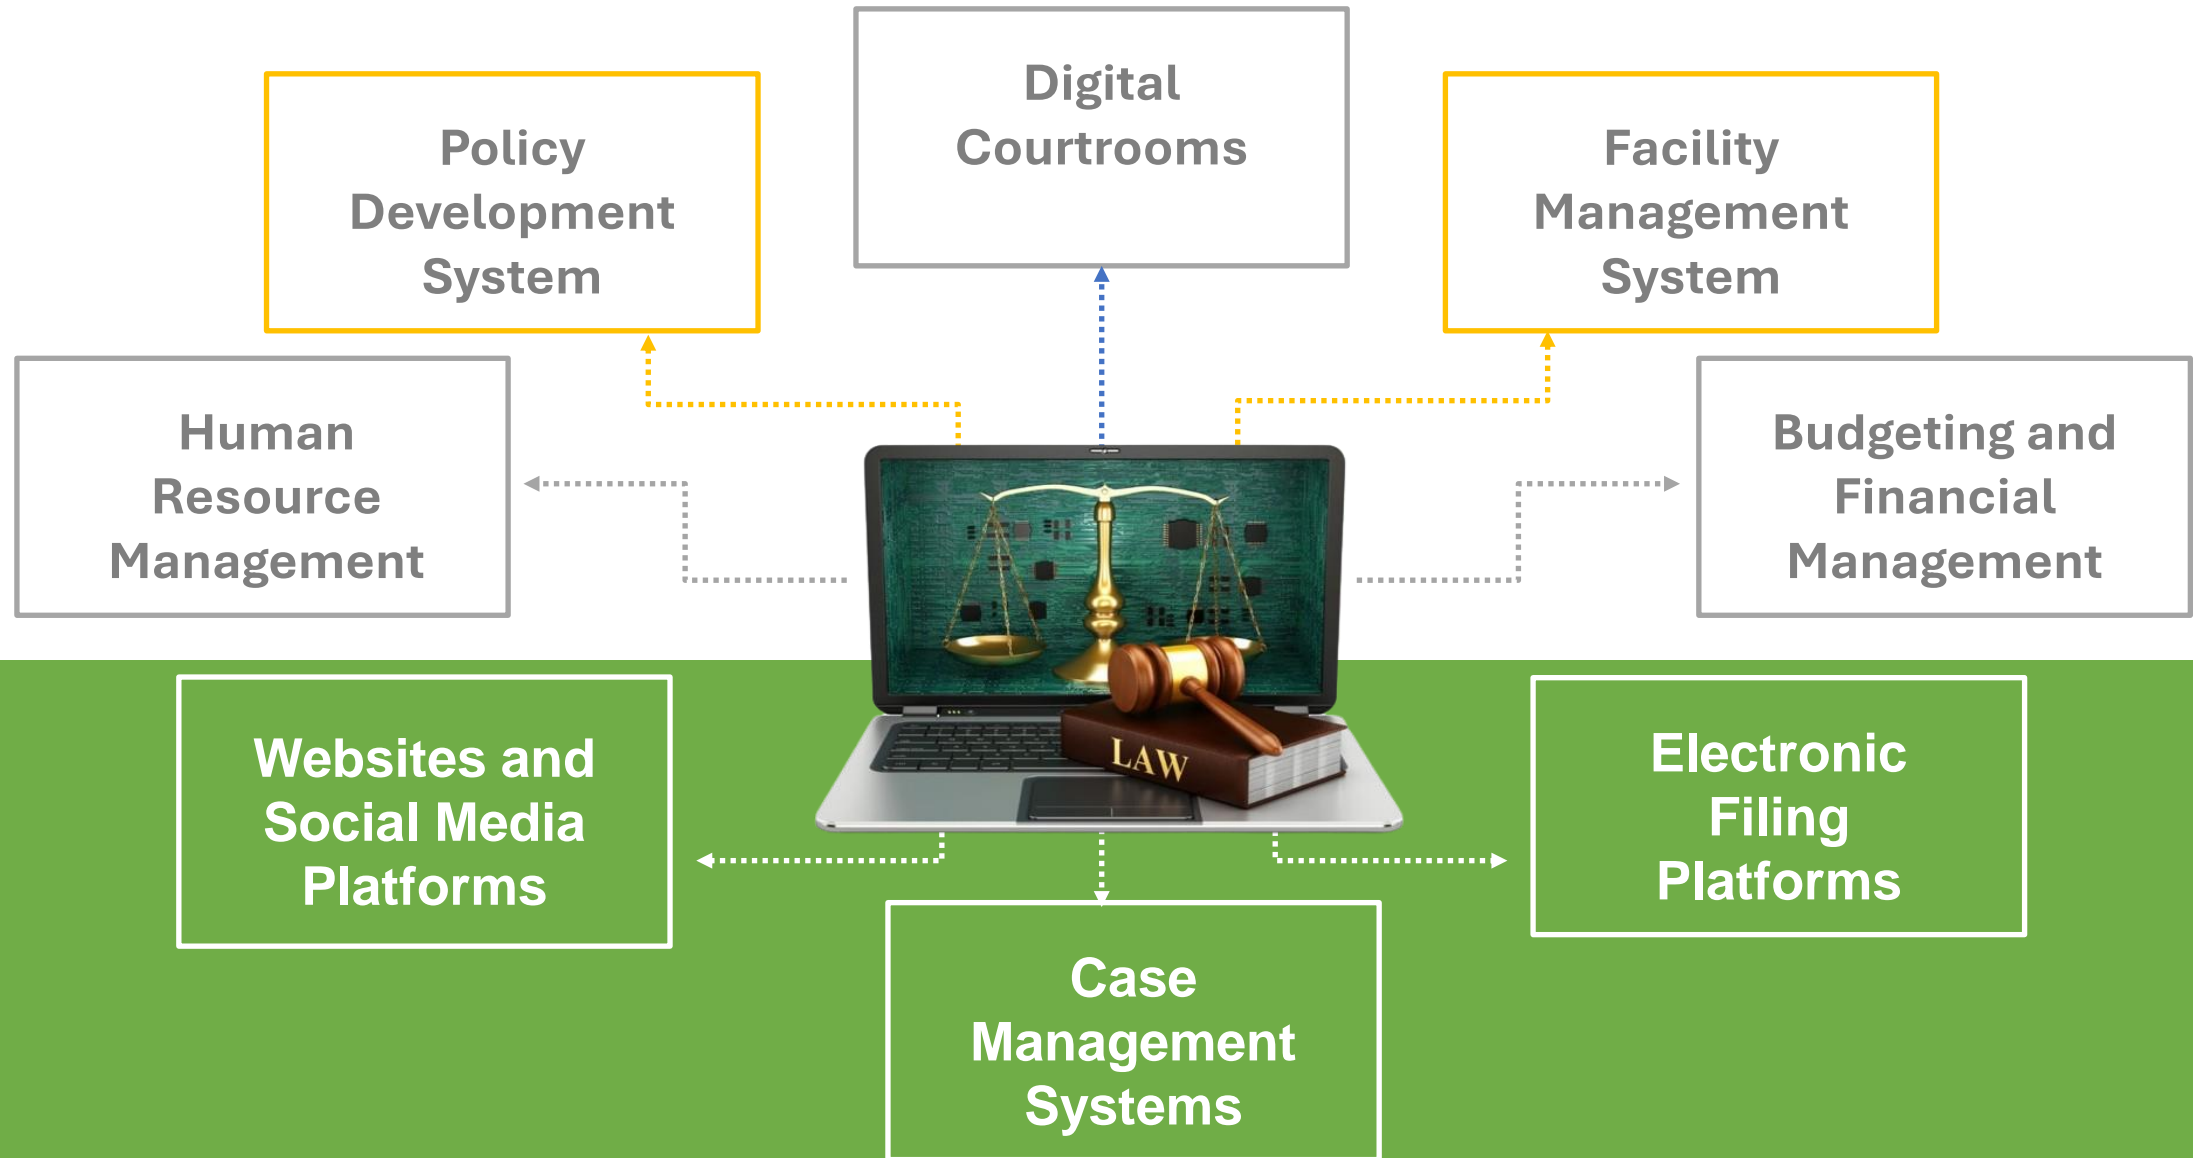 Digital
Courtrooms
Policy
Development
System
Facility
Management
System
Human
Resource
Management
Budgeting and
Financial
Management
LAW
Websites and
Social Media
Platforms
Electronic
Filing
Platforms
Case
Management
Systems